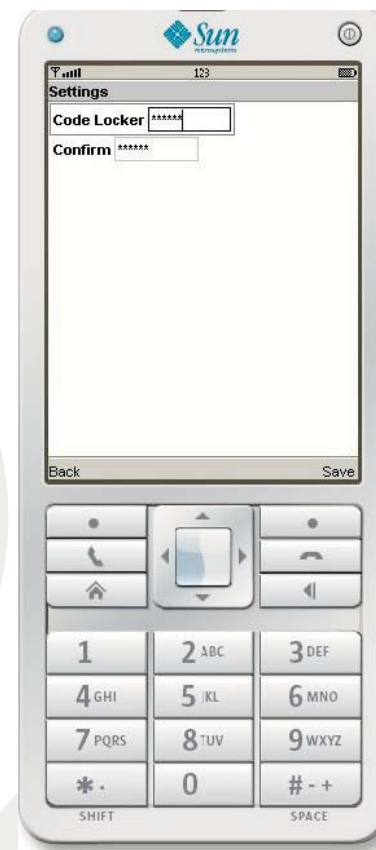 Sun
microsystems
123
Settings
Code Locker ******
Confirm ******
Back Save
1 2 ABC 3 DEF
4 GHI 5 JKL 6 MNO
7 PQRS 8 TUV 9 WXYZ
* . 0 # - +
SHIFT SPACE